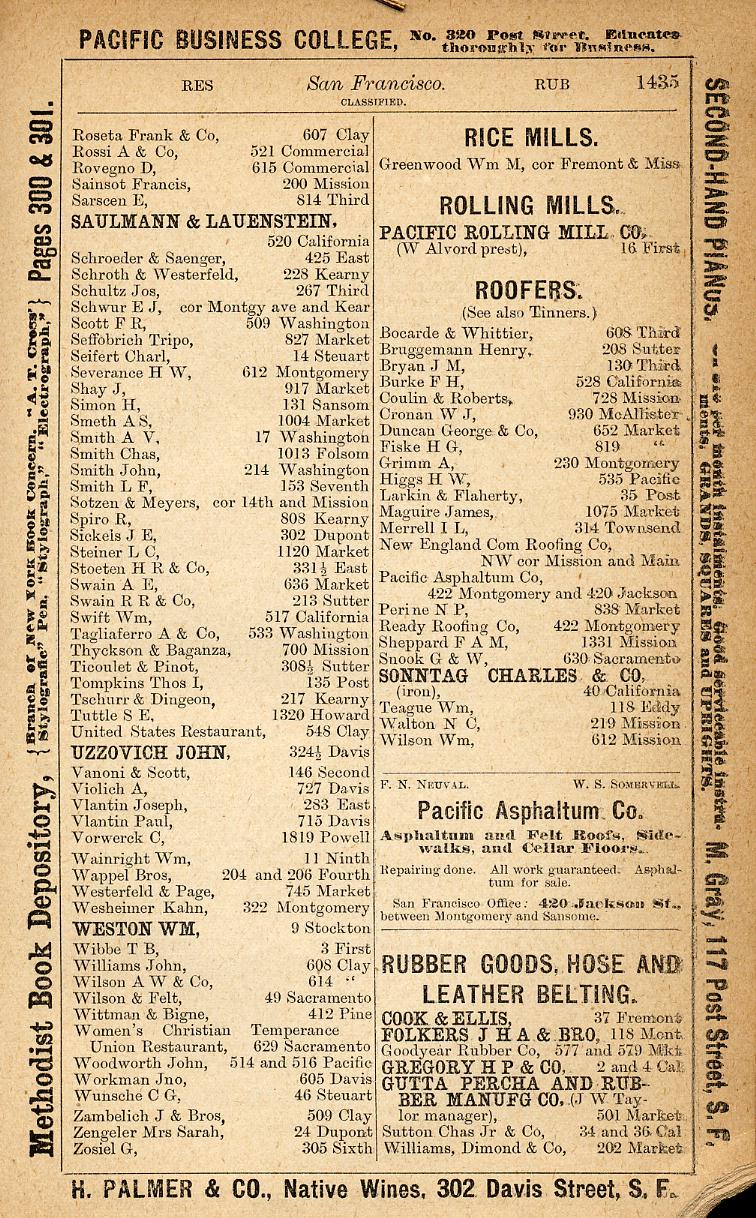 PACIFIC BUSINESS COLLEGE, No. 320 Post Street. Educates
thoroughly for Business.
RES San Francisco. RUB 1435
CLASSIFIED.
Roseta Frank & Co, 607 Clay
Rossi A & Co, 521 Commercial
Rovegno D, 615 Commercial
Sainsot Francis, 200 Mission
Sarscen E, 814 Third
SAULMANN & LAUENSTEIN,
520 California
Schroeder & Saenger, 425 East
Schroth & Westerfeld, 228 Kearny
Schultz Jos, 267 Third
Schwur E J, cor Montgy ave and Kear
Scott F R, 509 Washington
Seffobrich Tripo, 827 Market
Seifert Charl, 14 Steuart
Severance H W, 612 Montgomery
Shay J, 917 Market
Simon H, 131 Sansom
Smeth A S, 1004 Market
Smith A V, 17 Washington
Smith Chas, 1013 Folsom
Smith John, 214 Washington
Smith L F, 153 Seventh
Sotzen & Meyers, cor 14th and Mission
Spiro R, 808 Kearny
Sickels J E, 302 Dupont
Steiner L C, 1120 Market
Stoeten H R & Co, 331½ East
Swain A E, 636 Market
Swain R R & Co, 213 Sutter
Swift Wm, 517 California
Tagliaferro A & Co, 533 Washington
Thyckson & Baganza, 700 Mission
Ticoulet & Pinot, 308½ Sutter
Tompkins Thos I, 135 Post
Tschurr & Dingeon, 217 Kearny
Tuttle S E, 1320 Howard
United States Restaurant, 548 Clay
UZZOVICH JOHN, 324½ Davis
Vanoni & Scott, 146 Second
Violich A, 727 Davis
Vlantin Joseph, 283 East
Vlantin Paul, 715 Davis
Vorwerck C, 1819 Powell
Wainright Wm, 11 Ninth
Wappel Bros, 204 and 206 Fourth
Westerfeld & Page, 745 Market
Wesheimer Kahn, 322 Montgomery
WESTON WM, 9 Stockton
Wibbe T B, 3 First
Williams John, 608 Clay
Wilson A W & Co, 614 "
Wilson & Felt, 49 Sacramento
Wittman & Bigne, 412 Pine
Women's Christian Temperance
Union Restaurant, 629 Sacramento
Woodworth John, 514 and 516 Pacific
Workman Jno, 605 Davis
Wunsche C G, 46 Steuart
Zambelich J & Bros, 509 Clay
Zengeler Mrs Sarah, 24 Dupont
Zosiel G, 305 Sixth
RICE MILLS.
Greenwood Wm M, cor Fremont & Miss
ROLLING MILLS.
PACIFIC ROLLING MILL CO,
(W Alvord prest), 16 First
ROOFERS.
(See also Tinners.)
Bocarde & Whittier, 608 Third
Bruggemann Henry, 208 Sutter
Bryan J M, 130 Third
Burke F H, 528 California
Coulin & Roberts, 728 Mission
Cronan W J, 930 McAllister
Duncan George & Co, 652 Market
Fiske H G, 819 "
Grimm A, 230 Montgomery
Higgs H W, 535 Pacific
Larkin & Flaherty, 35 Post
Maguire James, 1075 Market
Merrell I L, 314 Townsend
New England Com Roofing Co,
NW cor Mission and Main
Pacific Asphaltum Co,
422 Montgomery and 420 Jackson
Perine N P, 838 Market
Ready Roofing Co, 422 Montgomery
Sheppard F A M, 1331 Mission
Snook G & W, 630 Sacramento
SONNTAG CHARLES & CO,
(iron), 40 California
Teague Wm, 118 Eddy
Walton N C, 219 Mission
Wilson Wm, 612 Mission
F. N. NEUVAL. W. S. SOMERVELL.
Pacific Asphaltum Co.
Asphaltum and Felt Roofs, Side-
walks, and Cellar Floors.
Repairing done. All work guaranteed. Asphal-
tum for sale.
San Francisco Office: 420 Jackson St.,
between Montgomery and Sansome.
RUBBER GOODS, HOSE AND
LEATHER BELTING.
COOK & ELLIS, 37 Fremont
FOLKERS J H A & BRO, 118 Mont
Goodyear Rubber Co, 577 and 579 Mkt
GREGORY H P & CO, 2 and 4 Cal
GUTTA PERCHA AND RUB-
BER MANUFG CO, (J W Tay-
lor manager), 501 Market
Sutton Chas Jr & Co, 34 and 36 Cal
Williams, Dimond & Co, 202 Market
H. PALMER & CO., Native Wines, 302 Davis Street, S. F.
Methodist Book Depository, { Branch of New York Book Concern, "A. T. Cross'
Stylografic" Pen, "Stylograph," "Electrograph," } Pages 300 & 301.
SECOND-HAND PIANOS, per month instalments. Good serviceable instru-
ments, GRANDS, SQUARES and UPRIGHTS. M. Gray, 117 Post Street, S. F.